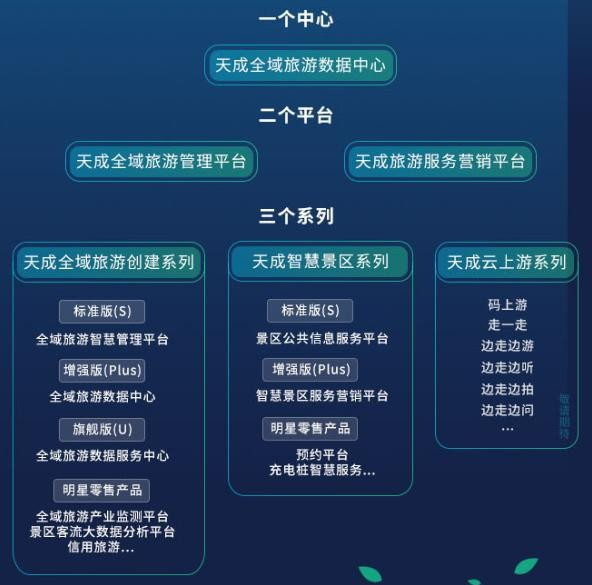 一个中心
天成全域旅游数据中心
二个平台
天成全域旅游管理平台
天成旅游服务营销平台
三个系列
天成全域旅游创建系列
标准版(S)
全域旅游智慧管理平台
增强版(Plus)
全域旅游数据中心
旗舰版(U)
全域旅游数据服务中心
明星零售产品
全域旅游产业监测平台
景区客流大数据分析平台
信用旅游...
天成智慧景区系列
标准版(S)
景区公共信息服务平台
增强版(Plus)
智慧景区服务营销平台
明星零售产品
预约平台
充电桩智慧服务...
天成云上游系列
码上游
走一走
边走边游
边走边听
边走边拍
边走边问
...
敬请期待